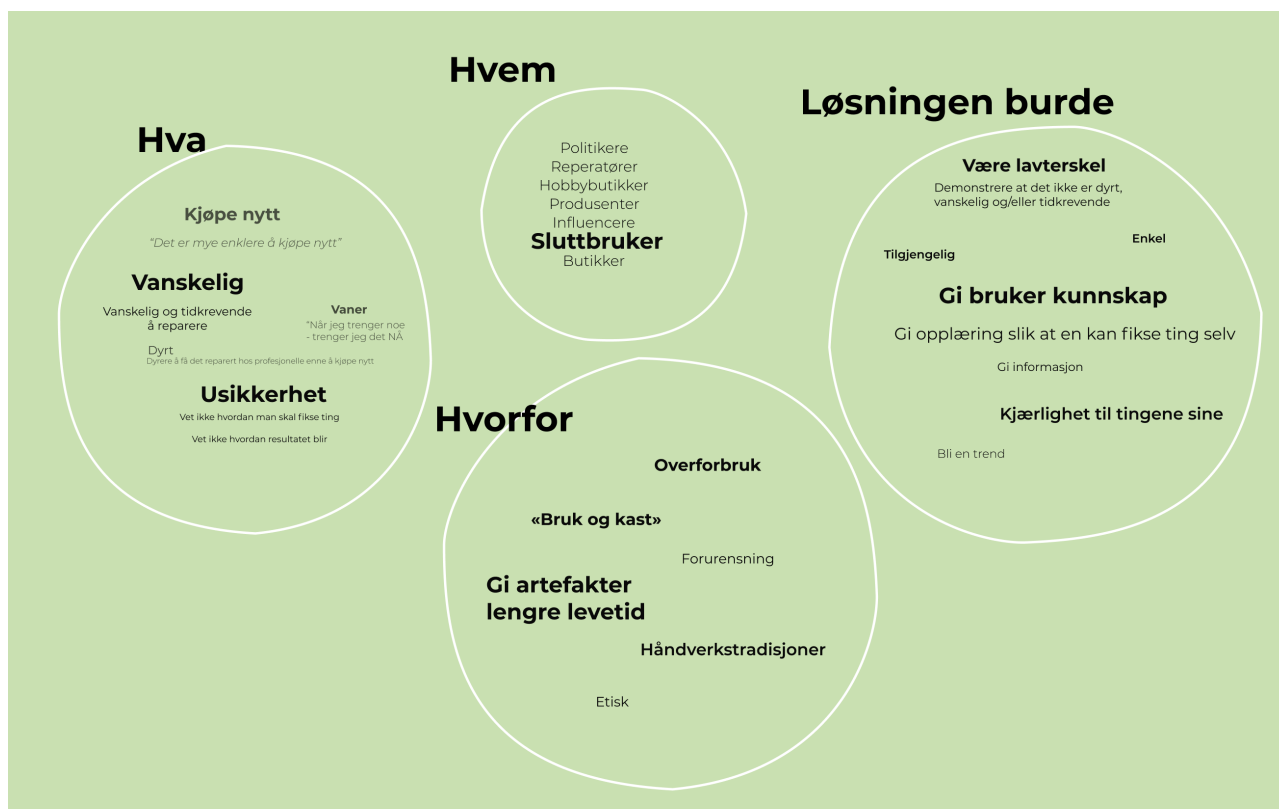 Hva
Kjøpe nytt
“Det er mye enklere å kjøpe nytt”
Vanskelig
Vanskelig og tidkrevende
å reparere
Vaner
“Når jeg trenger noe
- trenger jeg det NÅ
Dyrt
Dyrere å få det reparert hos profesjonelle enne å kjøpe nytt
Usikkerhet
Vet ikke hvordan man skal fikse ting
Vet ikke hvordan resultatet blir
Hvem
Politikere
Reperatører
Hobbybutikker
Produsenter
Influencere
Sluttbruker
Butikker
Hvorfor
Overforbruk
«Bruk og kast»
Forurensning
Gi artefakter
lengre levetid
Håndverkstradisjoner
Etisk
Løsningen burde
Være lavterskel
Demonstrere at det ikke er dyrt,
vanskelig og/eller tidkrevende
Enkel
Tilgjengelig
Gi bruker kunnskap
Gi opplæring slik at en kan fikse ting selv
Gi informasjon
Kjærlighet til tingene sine
Bli en trend